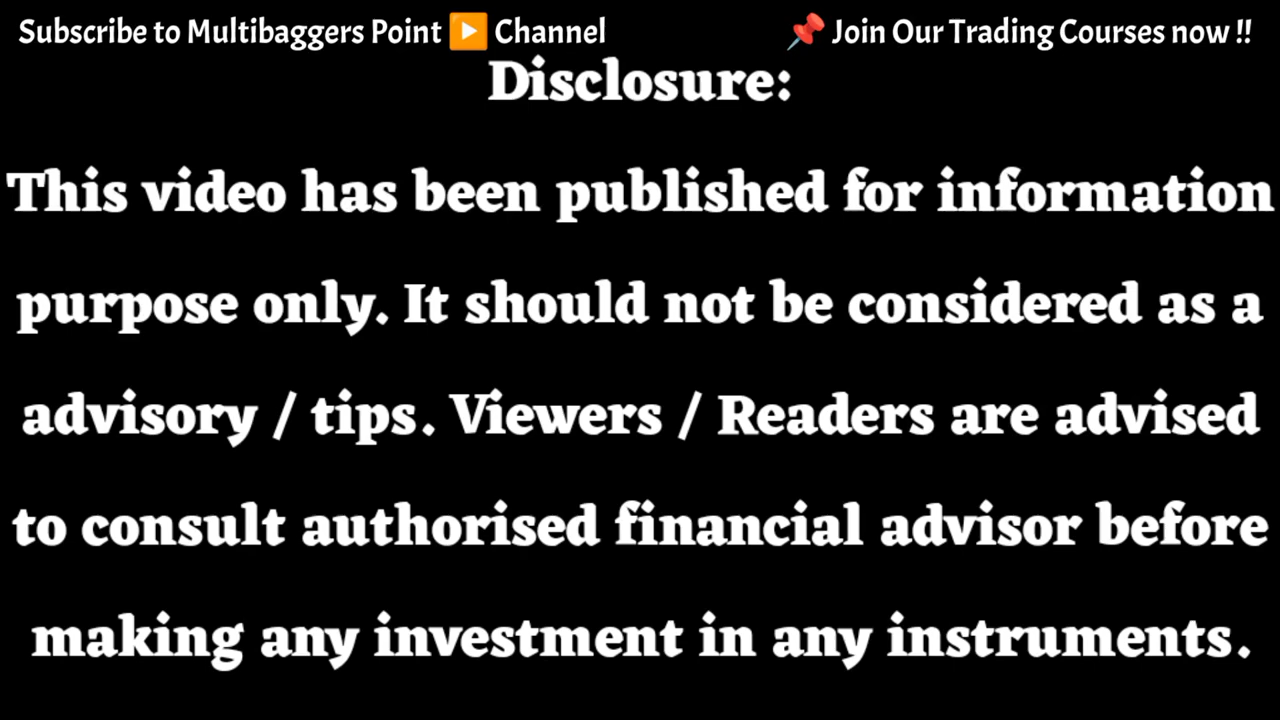 Subscribe to Multibaggers Point ▶️ Channel
📌 Join Our Trading Courses now !!
Disclosure:
This video has been published for information
purpose only. It should not be considered as a
advisory / tips. Viewers / Readers are advised
to consult authorised financial advisor before
making any investment in any instruments.